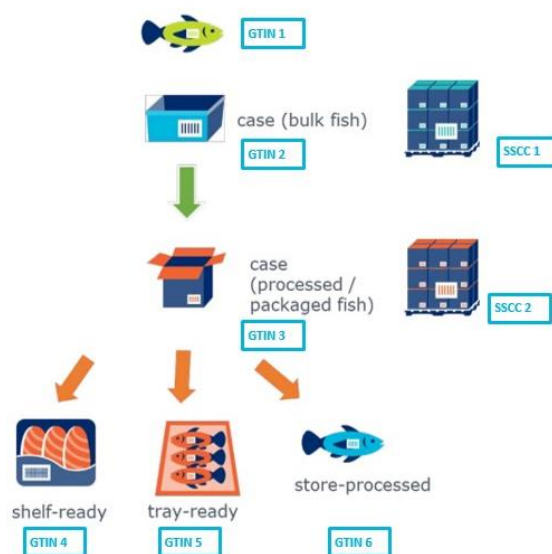 GTIN 1
case (bulk fish)
GTIN 2
SSCC 1
case
(processed /
packaged fish)
GTIN 3
SSCC 2
shelf-ready
tray-ready
store-processed
GTIN 4
GTIN 5
GTIN 6